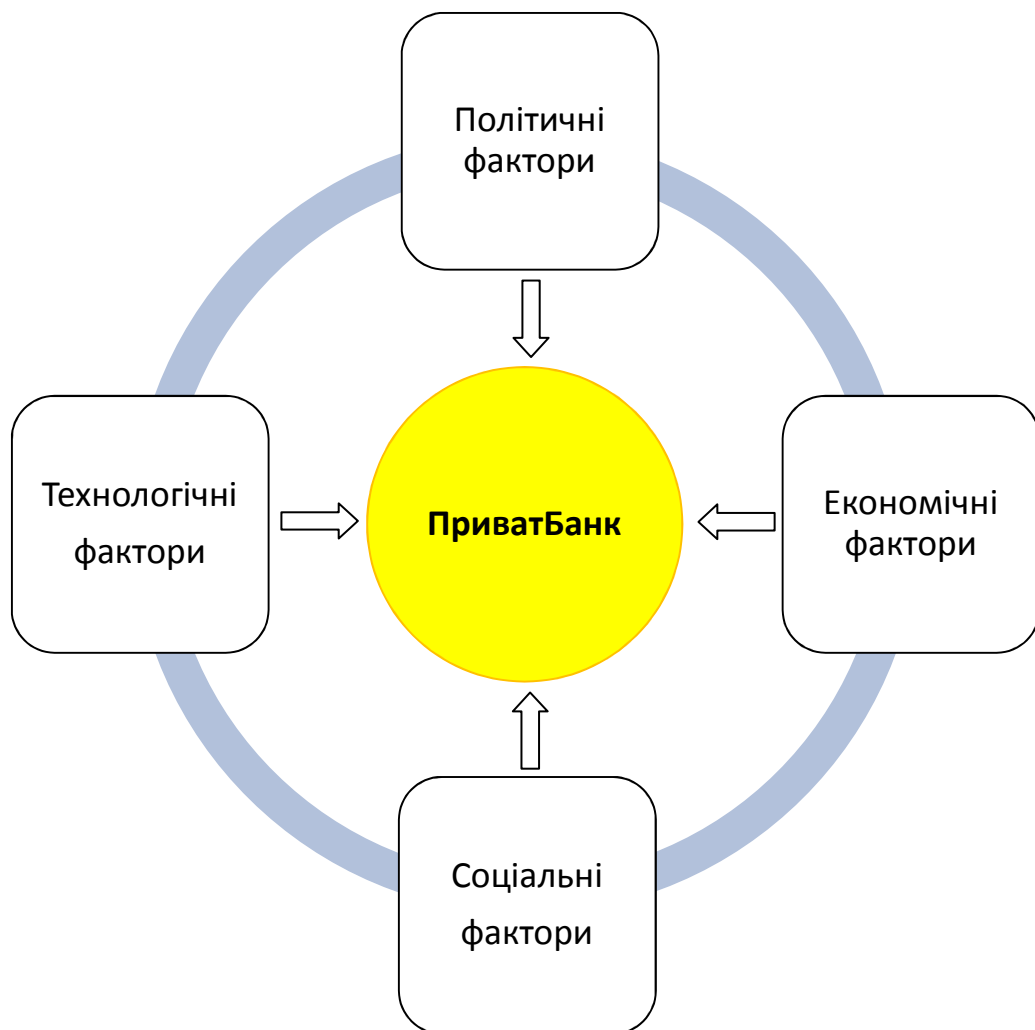 Політичні
фактори
Технологічні
фактори
ПриватБанк
Економічні
фактори
Соціальні
фактори